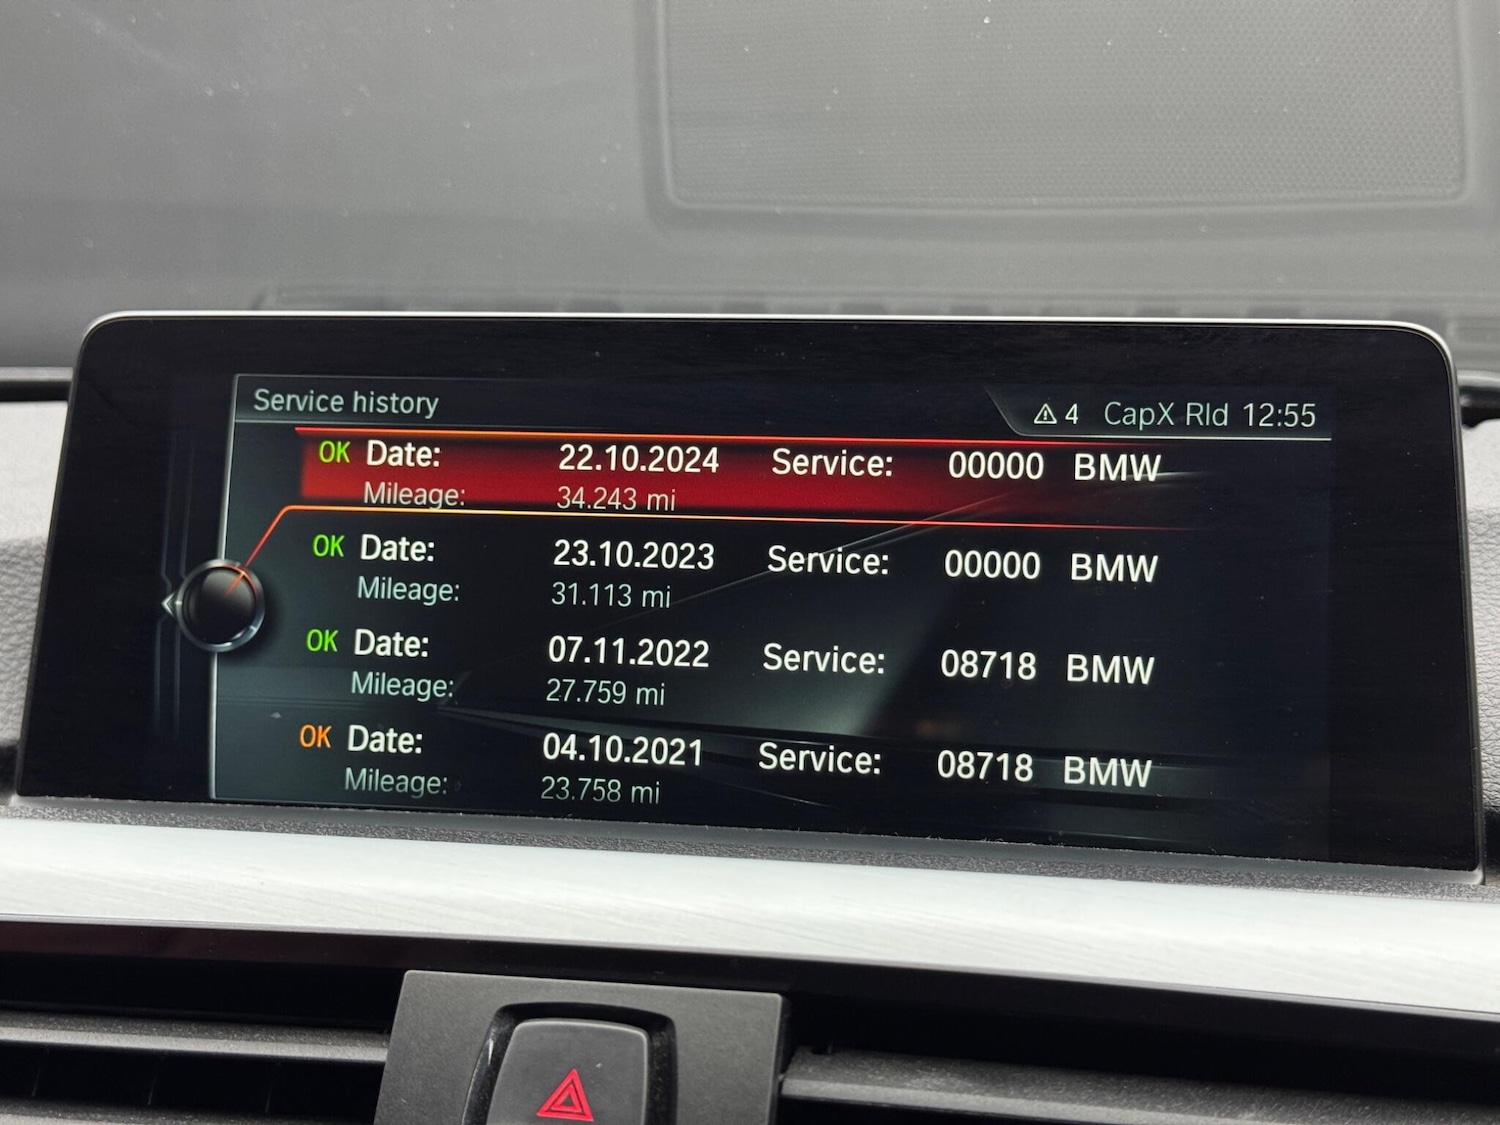 Service history ⚠ 4 CapX Rld 12:55
OK Date: 22.10.2024 Service: 00000 BMW
Mileage: 34.243 mi
OK Date: 23.10.2023 Service: 00000 BMW
Mileage: 31.113 mi
OK Date: 07.11.2022 Service: 08718 BMW
Mileage: 27.759 mi
OK Date: 04.10.2021 Service: 08718 BMW
Mileage: 23.758 mi